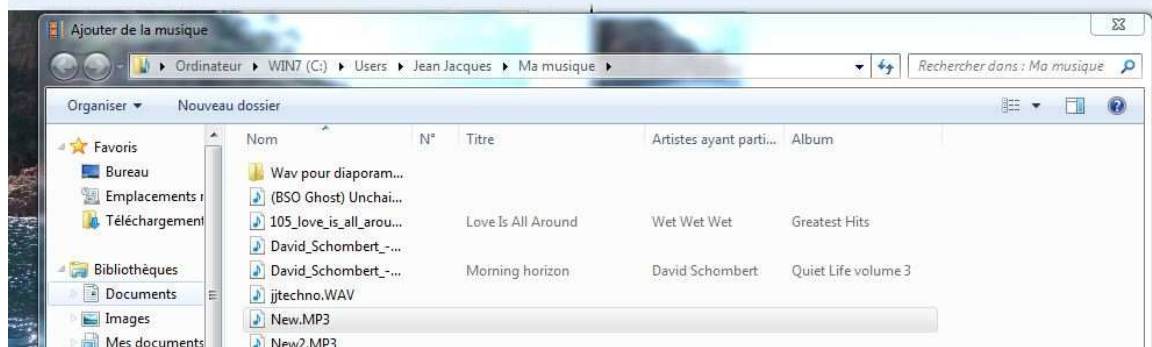 Ajouter de la musique
Ordinateur ▸ WIN7 (C:) ▸ Users ▸ Jean Jacques ▸ Ma musique ▸ Rechercher dans : Ma musique
Organiser Nouveau dossier
Nom N° Titre Artistes ayant parti... Album
Favoris
Bureau
Emplacements r
Téléchargement
Bibliothèques
Documents
Images
Mes documents
Wav pour diaporam...
(BSO Ghost) Unchai...
105_love_is_all_arou... Love Is All Around Wet Wet Wet Greatest Hits
David_Schombert_-...
David_Schombert_-... Morning horizon David Schombert Quiet Life volume 3
jjtechno.WAV
New.MP3
New2.MP3